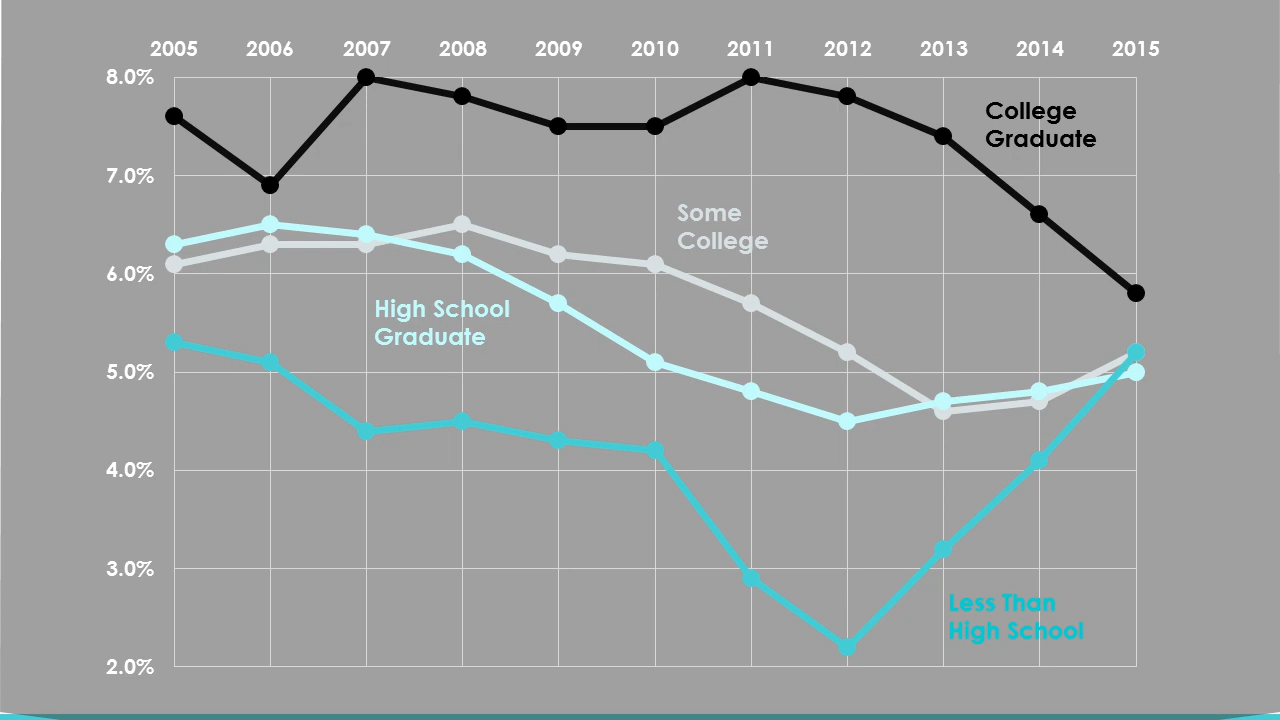 2005 2006 2007 2008 2009 2010 2011 2012 2013 2014 2015
8.0%
College
Graduate
7.0%
Some
College
6.0%
High School
Graduate
5.0%
4.0%
3.0%
Less Than
High School
2.0%